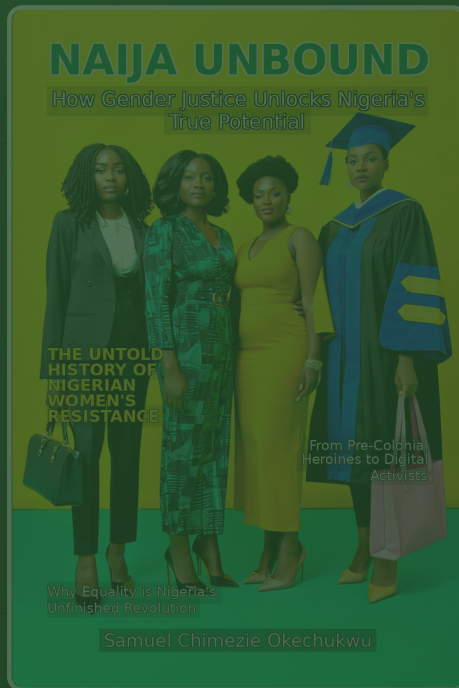 NAIJA UNBOUND
How Gender Justice Unlocks Nigeria's
True Potential
THE UNTOLD
HISTORY OF
NIGERIAN
WOMEN'S
RESISTANCE
From Pre-Colonial
Heroines to Digital
Activists
Why Equality is Nigeria's
Unfinished Revolution
Samuel Chimezie Okechukwu